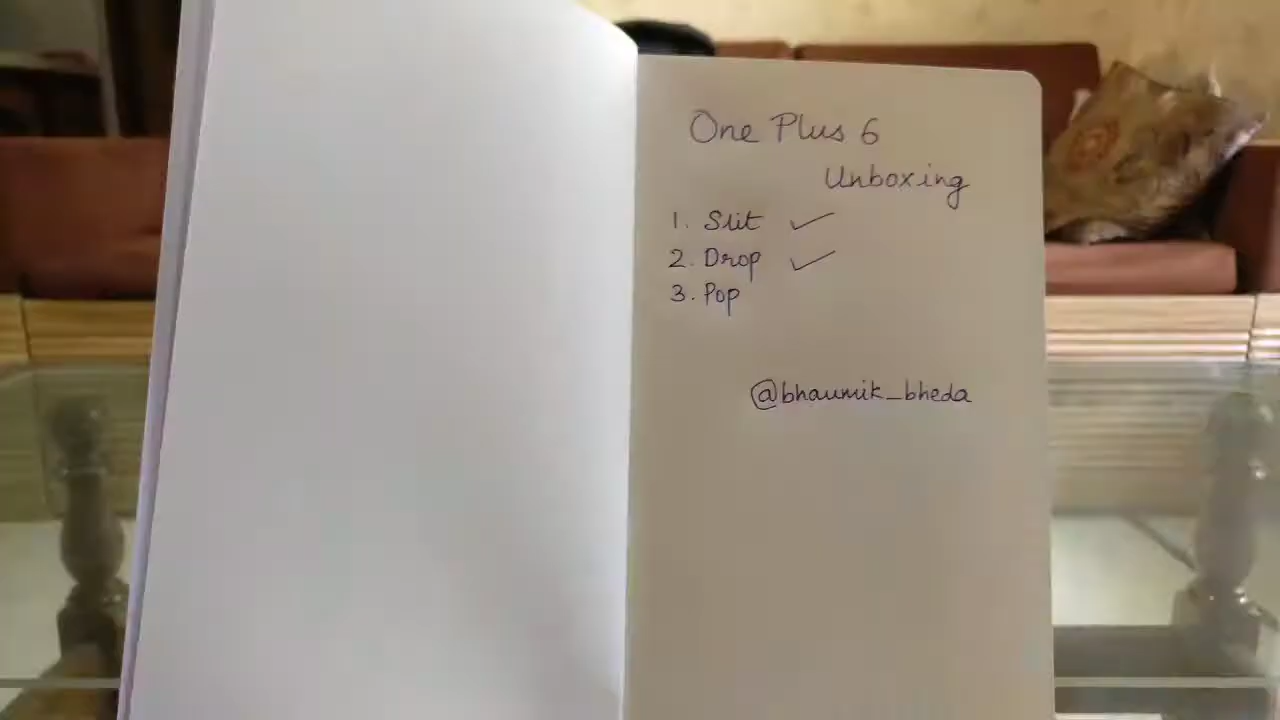 One Plus 6
Unboxing
1. Slit ✓
2. Drop ✓
3. Pop
@bhaumik_bheda